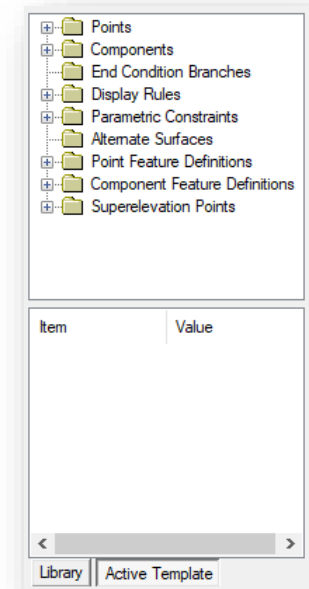 Points
Components
End Condition Branches
Display Rules
Parametric Constraints
Alternate Surfaces
Point Feature Definitions
Component Feature Definitions
Superelevation Points
Item Value
Library Active Template